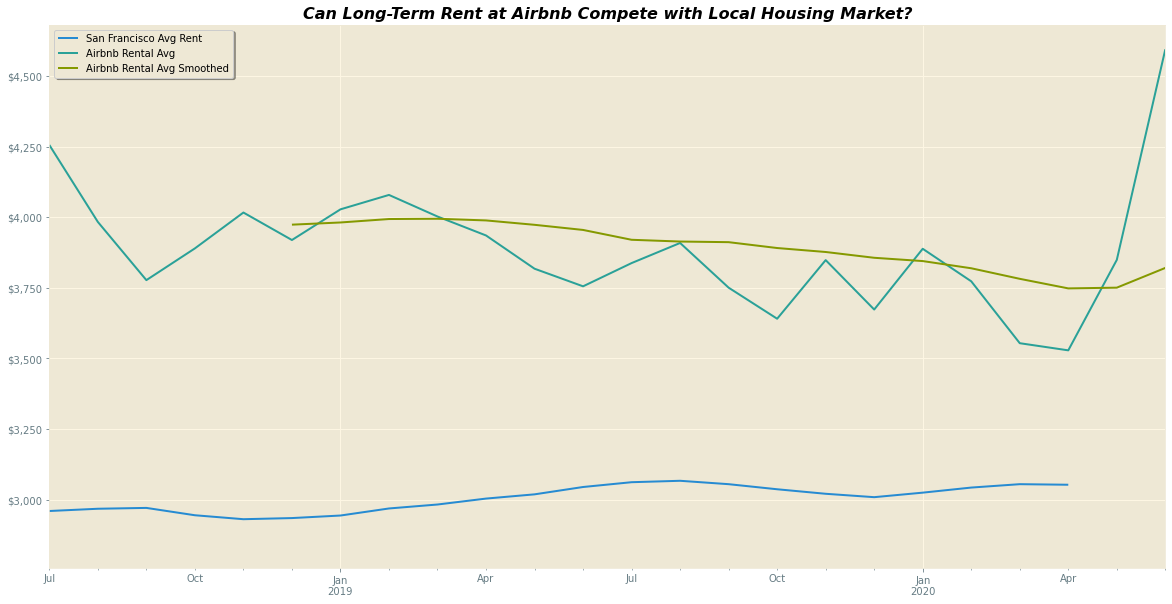 Can Long-Term Rent at Airbnb Compete with Local Housing Market?
San Francisco Avg Rent
Airbnb Rental Avg
Airbnb Rental Avg Smoothed
$4,500
$4,250
$4,000
$3,750
$3,500
$3,250
$3,000
Jul
Oct
Jan
2019
Apr
Jul
Oct
Jan
2020
Apr